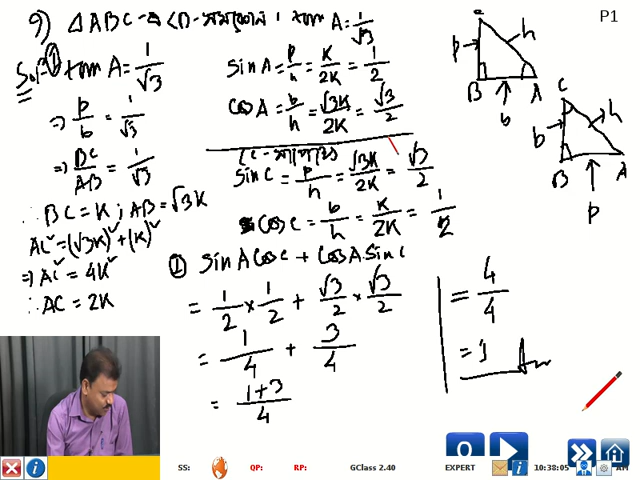 9) △ABC-এ ∠B-সমকোণ। tan A = 1/√3
Solⁿ ① tan A = 1/√3
⇒ p/b = 1/√3
⇒ BC/AB = 1/√3
∴ BC = K ; AB = √3K
AC² = (√3K)² + (K)²
⇒ AC² = 4K²
∴ AC = 2K
sin A = p/h = K/2K = 1/2
cos A = b/h = √3K/2K = √3/2
sin C = p/h = √3K/2K = √3/2
cos C = b/h = K/2K = 1/2
① sin A cos C + cos A. sin C
= 1/2 × 1/2 + √3/2 × √3/2
= 1/4 + 3/4
= 1+3/4
= 4/4
= 1 Ans
P1
C
p
h
B
A
b
C
b
h
B
A
p
SS:
QP:
RP:
GClass 2.40
EXPERT
10:38:05
AM